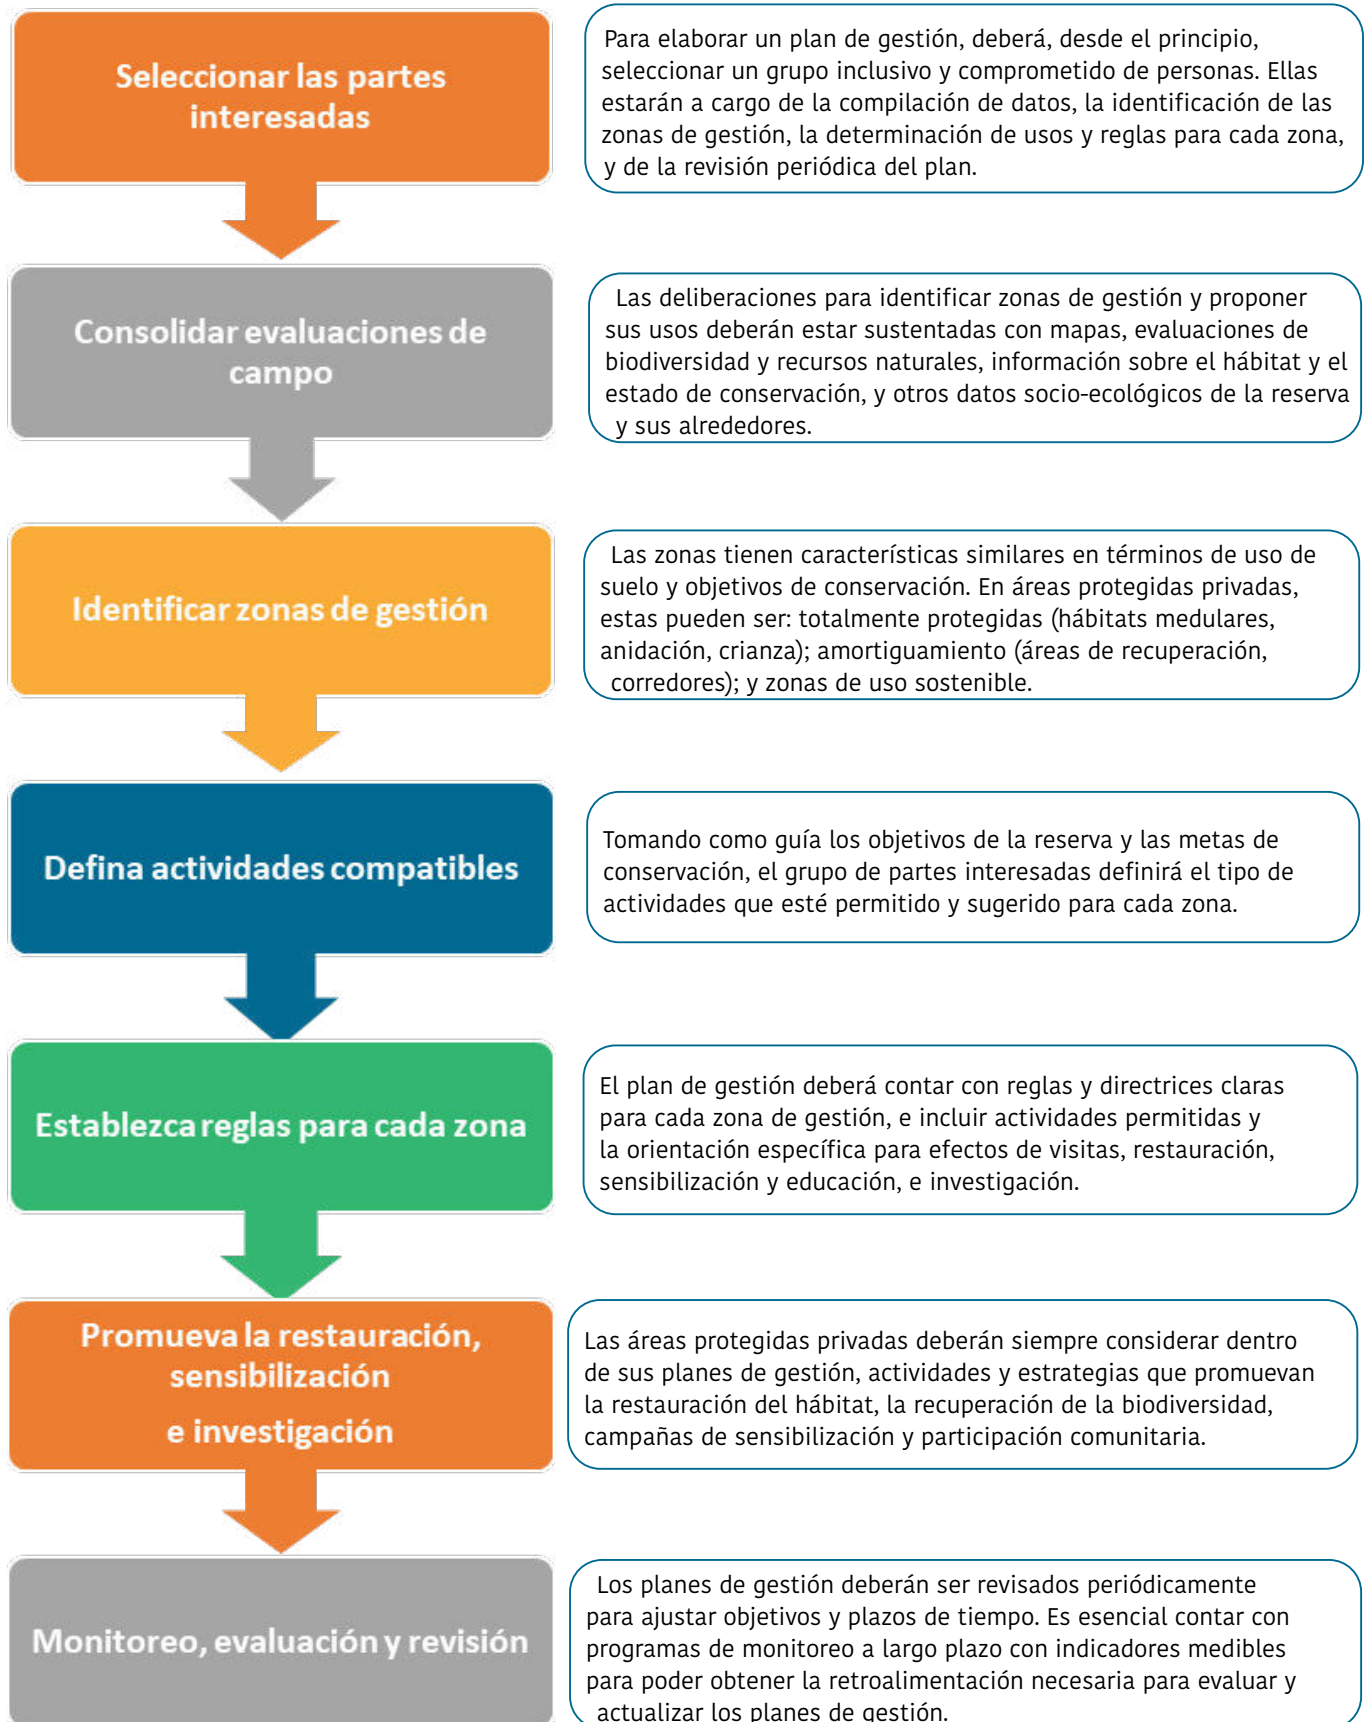 Seleccionar las partes
interesadas
Para elaborar un plan de gestión, deberá, desde el principio,
seleccionar un grupo inclusivo y comprometido de personas. Ellas
estarán a cargo de la compilación de datos, la identificación de las
zonas de gestión, la determinación de usos y reglas para cada zona,
y de la revisión periódica del plan.
Consolidar evaluaciones de
campo
Las deliberaciones para identificar zonas de gestión y proponer
sus usos deberán estar sustentadas con mapas, evaluaciones de
biodiversidad y recursos naturales, información sobre el hábitat y el
estado de conservación, y otros datos socio-ecológicos de la reserva
y sus alrededores.
Identificar zonas de gestión
Las zonas tienen características similares en términos de uso de
suelo y objetivos de conservación. En áreas protegidas privadas,
estas pueden ser: totalmente protegidas (hábitats medulares,
anidación, crianza); amortiguamiento (áreas de recuperación,
corredores); y zonas de uso sostenible.
Defina actividades compatibles
Tomando como guía los objetivos de la reserva y las metas de
conservación, el grupo de partes interesadas definirá el tipo de
actividades que esté permitido y sugerido para cada zona.
Establezca reglas para cada zona
El plan de gestión deberá contar con reglas y directrices claras
para cada zona de gestión, e incluir actividades permitidas y
la orientación específica para efectos de visitas, restauración,
sensibilización y educación, e investigación.
Promueva la restauración,
sensibilización
e investigación
Las áreas protegidas privadas deberán siempre considerar dentro
de sus planes de gestión, actividades y estrategias que promuevan
la restauración del hábitat, la recuperación de la biodiversidad,
campañas de sensibilización y participación comunitaria.
Monitoreo, evaluación y revisión
Los planes de gestión deberán ser revisados periódicamente
para ajustar objetivos y plazos de tiempo. Es esencial contar con
programas de monitoreo a largo plazo con indicadores medibles
para poder obtener la retroalimentación necesaria para evaluar y
actualizar los planes de gestión.